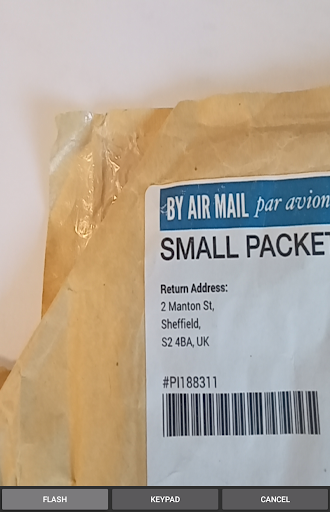 BY AIR MAIL par avion
SMALL PACKET
Return Address:
2 Manton St,
Sheffield,
S2 4BA, UK
#PI188311
FLASH
KEYPAD
CANCEL